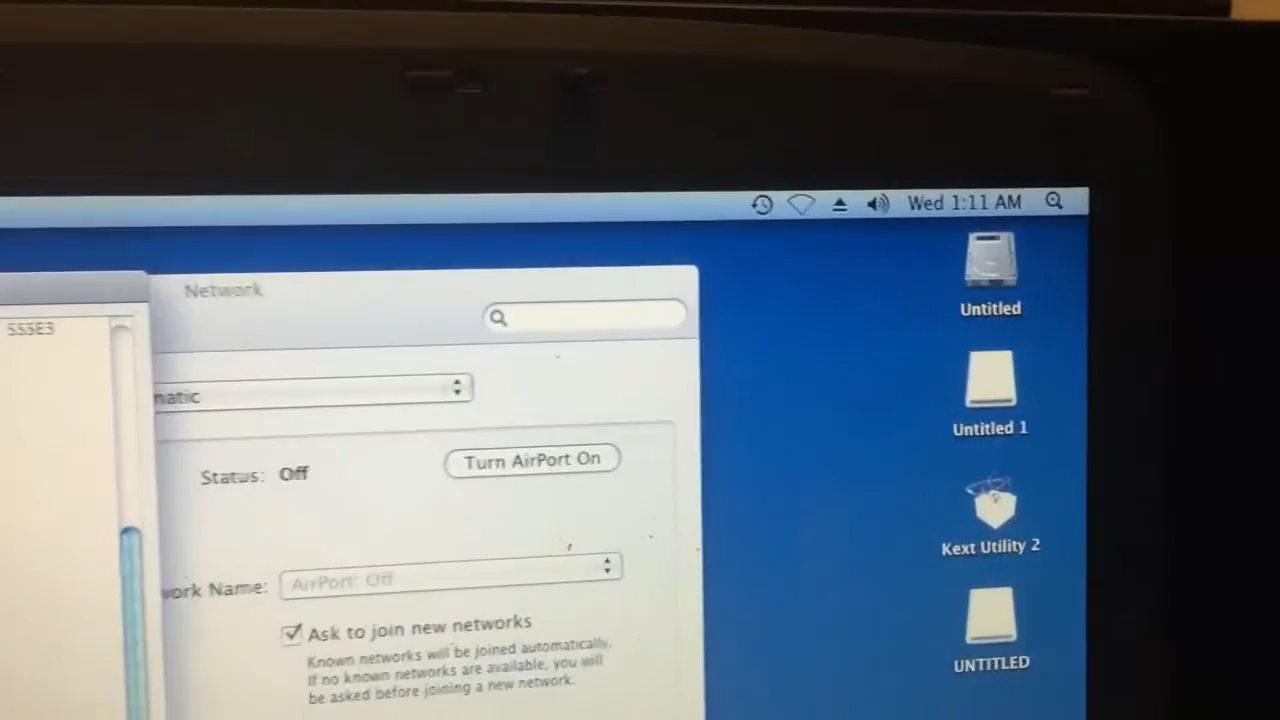 Wed 1:11 AM
Untitled
Network
555E3
matic
Untitled 1
Status: Off
Turn AirPort On
Kext Utility 2
work Name:
AirPort: Off
Ask to join new networks
Known networks will be joined automatically.
If no known networks are available, you will
be asked before joining a new network.
UNTITLED